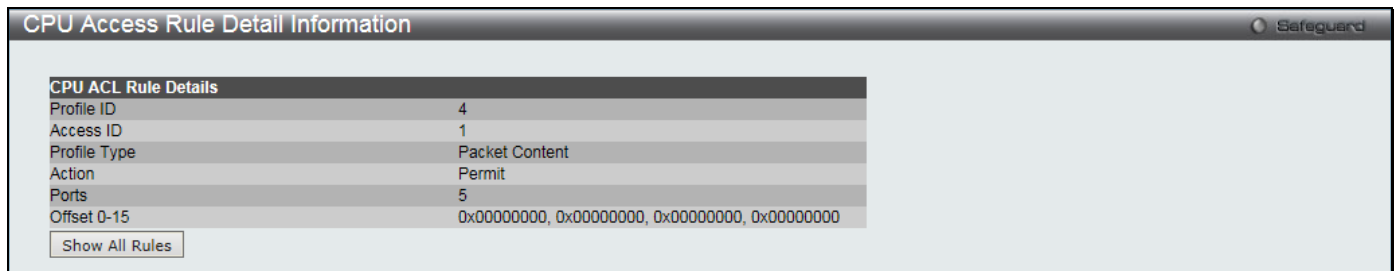 CPU Access Rule Detail Information
Safeguard
CPU ACL Rule Details
Profile ID 4
Access ID 1
Profile Type Packet Content
Action Permit
Ports 5
Offset 0-15 0x00000000, 0x00000000, 0x00000000, 0x00000000
Show All Rules